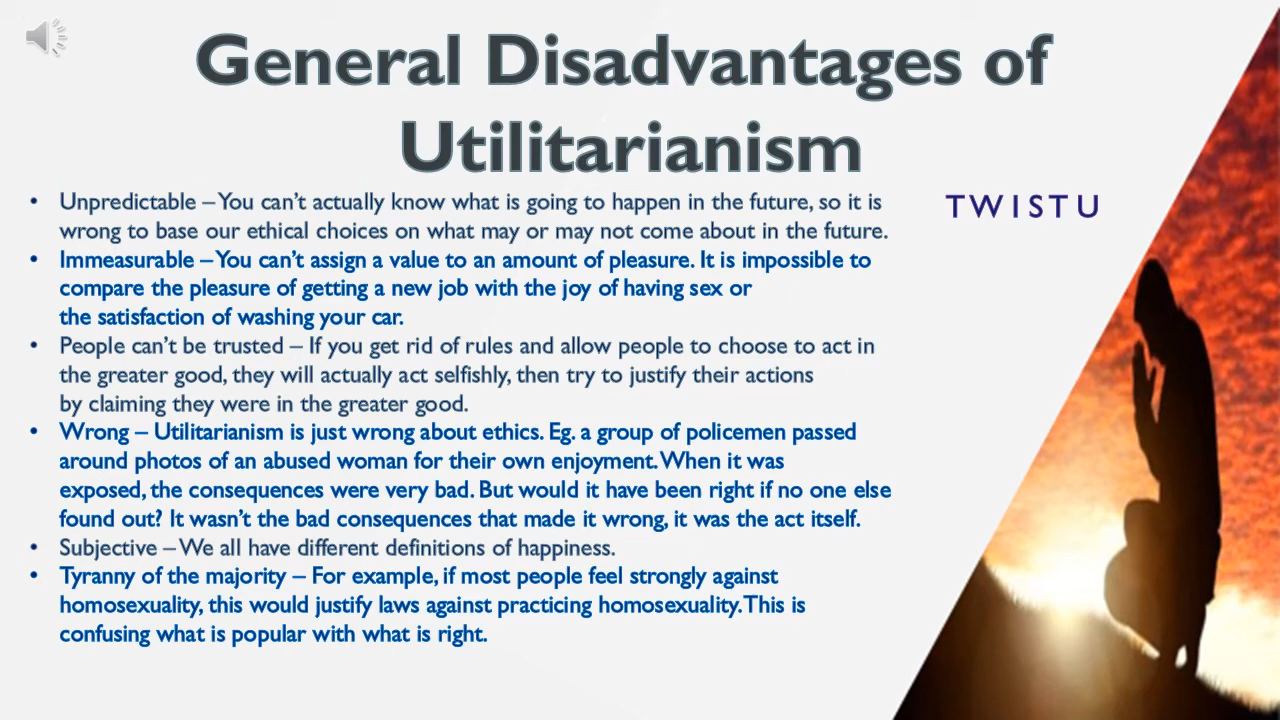 General Disadvantages of
Utilitarianism
• Unpredictable – You can't actually know what is going to happen in the future, so it is
wrong to base our ethical choices on what may or may not come about in the future.
• Immeasurable – You can't assign a value to an amount of pleasure. It is impossible to
compare the pleasure of getting a new job with the joy of having sex or
the satisfaction of washing your car.
• People can't be trusted – If you get rid of rules and allow people to choose to act in
the greater good, they will actually act selfishly, then try to justify their actions
by claiming they were in the greater good.
• Wrong – Utilitarianism is just wrong about ethics. Eg. a group of policemen passed
around photos of an abused woman for their own enjoyment. When it was
exposed, the consequences were very bad. But would it have been right if no one else
found out? It wasn't the bad consequences that made it wrong, it was the act itself.
• Subjective – We all have different definitions of happiness.
• Tyranny of the majority – For example, if most people feel strongly against
homosexuality, this would justify laws against practicing homosexuality. This is
confusing what is popular with what is right.
TWISTU